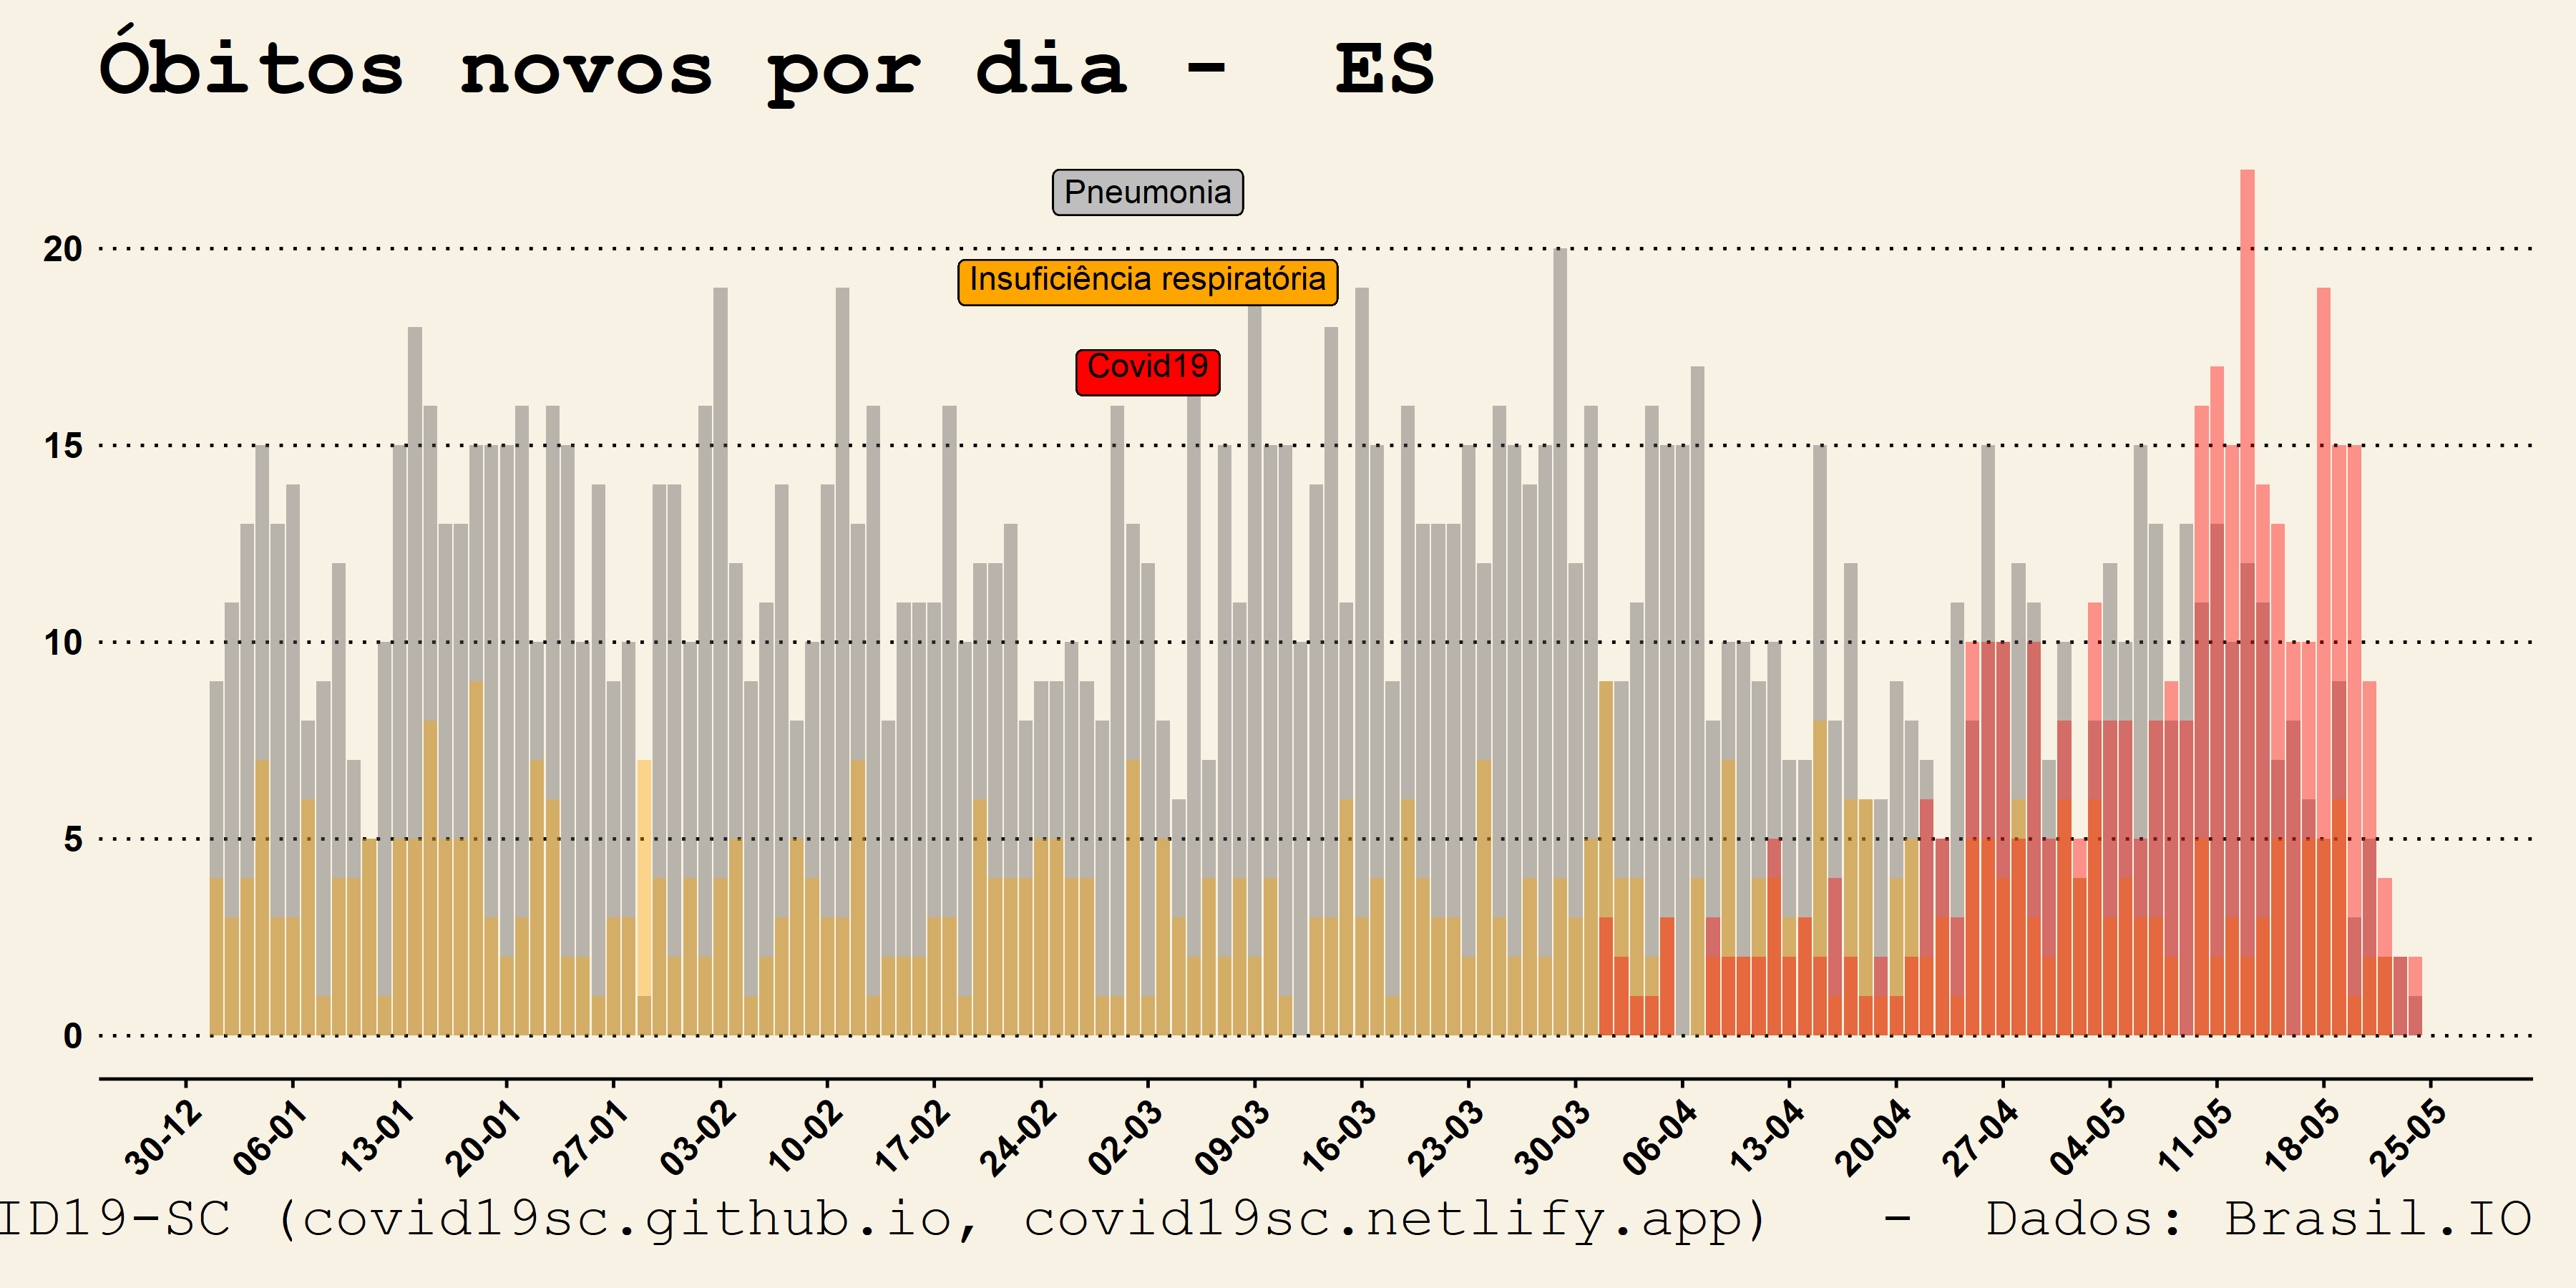 Óbitos novos por dia - ES
Pneumonia
Insuficiência respiratória
Covid19
20
15
10
5
0
30-12 06-01 13-01 20-01 27-01 03-02 10-02 17-02 24-02 02-03 09-03 16-03 23-03 30-03 06-04 13-04 20-04 27-04 04-05 11-05 18-05 25-05
ID19-SC (covid19sc.github.io, covid19sc.netlify.app) - Dados: Brasil.IO